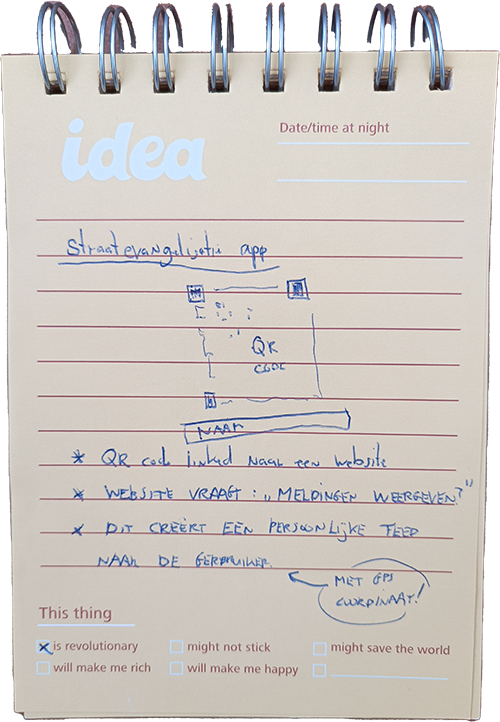 idea
Date/time at night
Straatevangelisatie app
QR
CODE
NAAM
* QR code linked naar een website
* WEBSITE VRAAGT: „MELDINGEN WEERGEVEN?"
* DIT CREËRT EEN PERSOONLIJKE FEED
NAAR DE GEBRUIKER
MET GPS
COORDINAAT!
This thing
is revolutionary
might not stick
might save the world
will make me rich
will make me happy